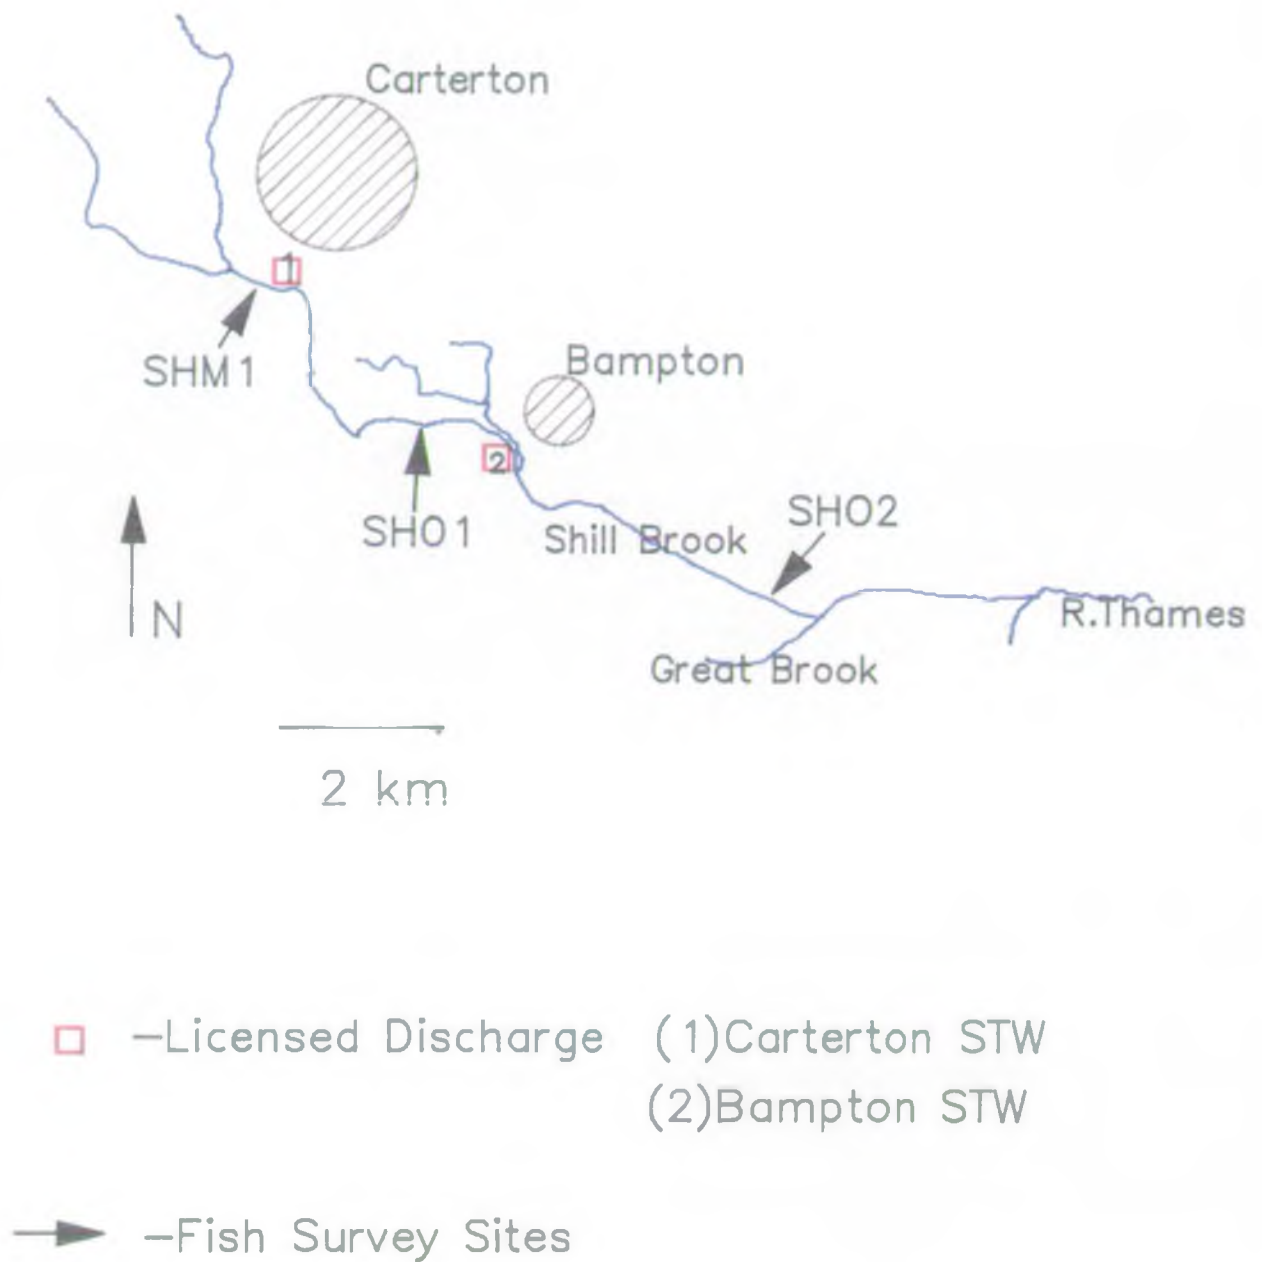 Carterton
1
SHM1
Bampton
2
SHO1
SHO2
Shill Brook
N
R.Thames
Great Brook
2 km
—Licensed Discharge (1)Carterton STW
(2)Bampton STW
—Fish Survey Sites